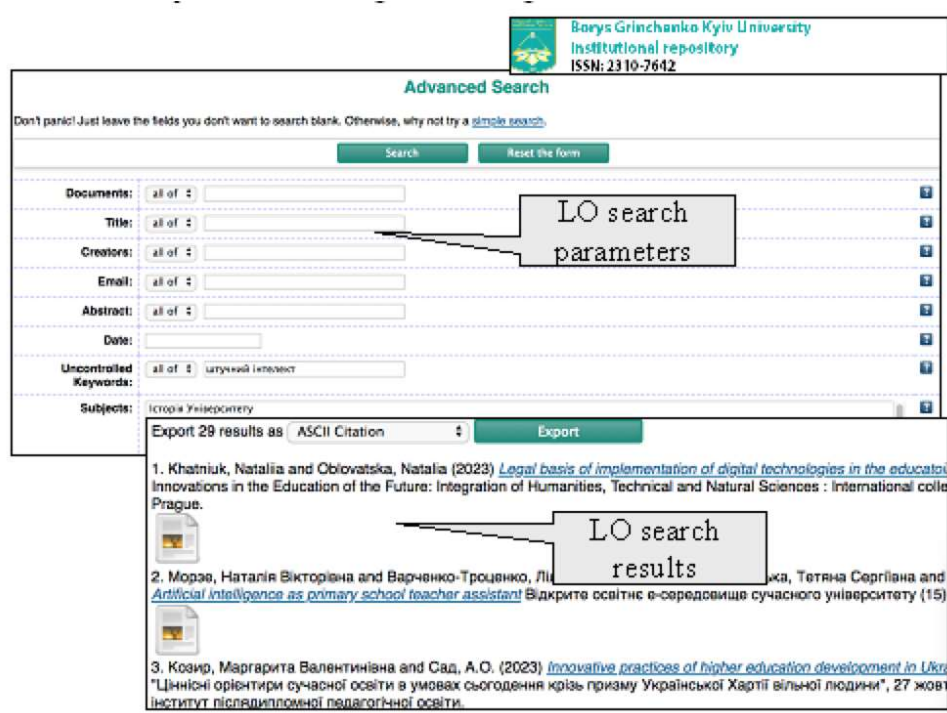 Borys Grinchenko Kyiv University
Institutional repository
ISSN: 2310-7642
Advanced Search
Don't panic! Just leave the fields you don't want to search blank. Otherwise, why not try a simple search.
Search
Reset the form
Documents: all of
Title: all of
Creators: all of
Email: all of
Abstract: all of
Date:
Uncontrolled Keywords: all of штучний інтелект
Subjects: Історія Університету
LO search
parameters
Export 29 results as ASCII Citation Export
1. Khatniuk, Nataliia and Oblovatska, Natalia (2023) Legal basis of implementation of digital technologies in the
Innovations in the Education of the Future: Integration of Humanities, Technical and Natural Sciences : International
Prague.
LO search
results
2. Морзе, Наталія Вікторівна and Варченко-Троценко, Тетяна Сергіївна and
Artificial intelligence as primary school teacher assistant Відкрите освітнє е-середовище сучасного університету (15)
3. Козир, Маргарита Валентинівна and Сад, А.О. (2023) Innovative practices of higher education development in
"Ціннісні орієнтири сучасної освіти в умовах сьогодення крізь призму Української Хартії вільної людини", 27
інститут післядипломної педагогічної освіти.